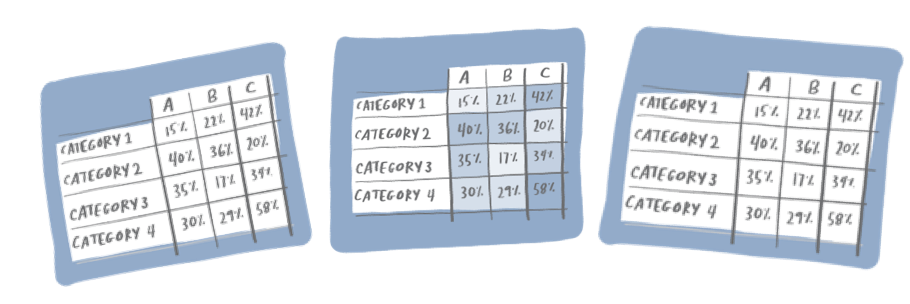 A B C
CATEGORY 1 15% 22% 42%
CATEGORY 2 40% 36% 20%
CATEGORY 3 35% 17% 39%
CATEGORY 4 30% 29% 58%
A B C
CATEGORY 1 15% 22% 42%
CATEGORY 2 40% 36% 20%
CATEGORY 3 35% 17% 39%
CATEGORY 4 30% 29% 58%
A B C
CATEGORY 1 15% 22% 42%
CATEGORY 2 40% 36% 20%
CATEGORY 3 35% 17% 39%
CATEGORY 4 30% 29% 58%